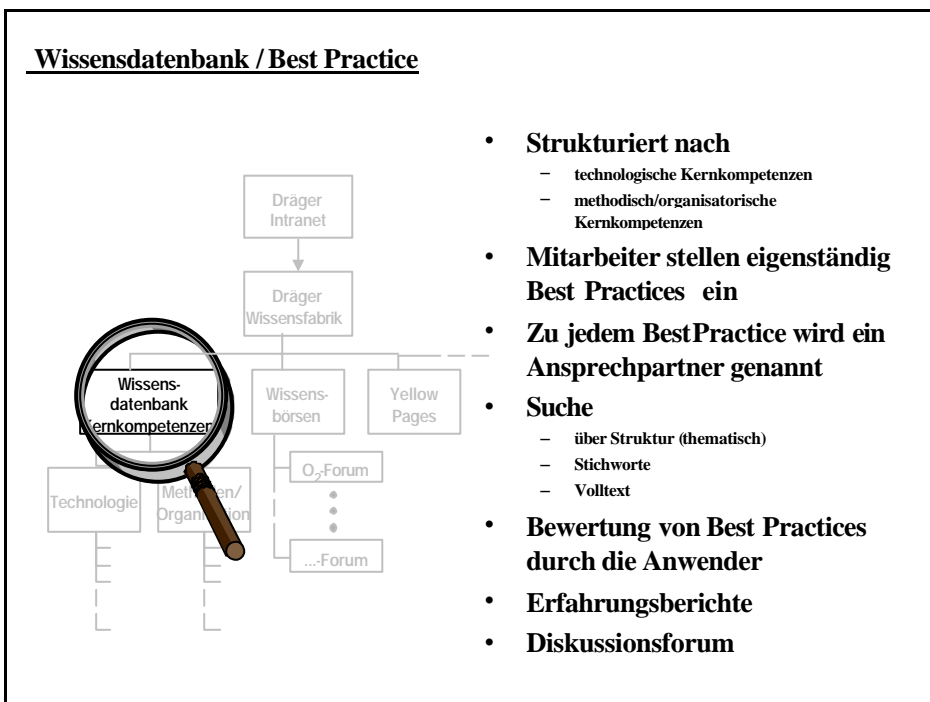 Wissensdatenbank / Best Practice
Dräger
Intranet
Dräger
Wissensfabrik
Wissens-
datenbank
Kernkompetenzen
Wissens-
börsen
Yellow
Pages
Technologie
Methoden/
Organisation
O2-Forum
...-Forum
• Strukturiert nach
– technologische Kernkompetenzen
– methodisch/organisatorische
Kernkompetenzen
• Mitarbeiter stellen eigenständig
Best Practices ein
• Zu jedem BestPractice wird ein
Ansprechpartner genannt
• Suche
– über Struktur (thematisch)
– Stichworte
– Volltext
• Bewertung von Best Practices
durch die Anwender
• Erfahrungsberichte
• Diskussionsforum